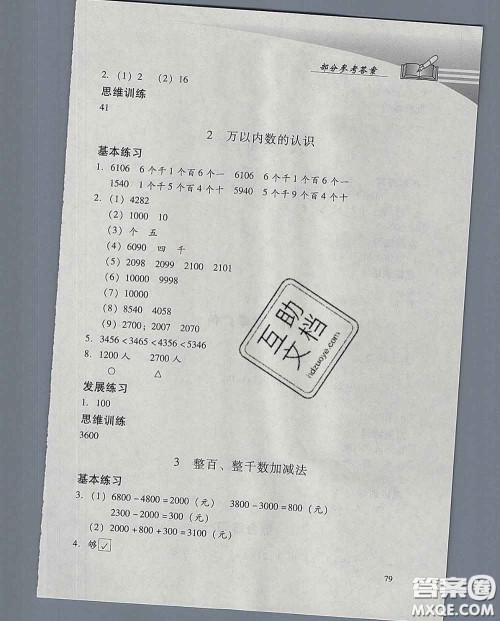 部分参考答案
2. (1) 2 (2) 16
思维训练
41
2 万以内数的认识
基本练习
1. 6106 6个千1个百6个一 6106 6个千1个百6个一
1540 1个千5个百4个十 5940 5个千9个百4个十
2. (1) 4282
(2) 1000 10
(3) 个 五
(4) 6090 四 千
(5) 2098 2099 2100 2101
(6) 10000 9998
(7) 10000
(8) 8540 4058
(9) 2700; 2007; 2700
5. 3456<3465<4356<5346
8. 1200人 2700人
○ △
发展练习
1. 100
思维训练
3600
3 整百、整千数加减法
基本练习
3. (1) 6800-4800=2000(元) 3800-3000=800(元)
2300-2000=300(元)
(2) 2000+800+300=3100(元)
4. 够☑
79
互助文档
hdzuoye.com
答案圈
MXQE.COM